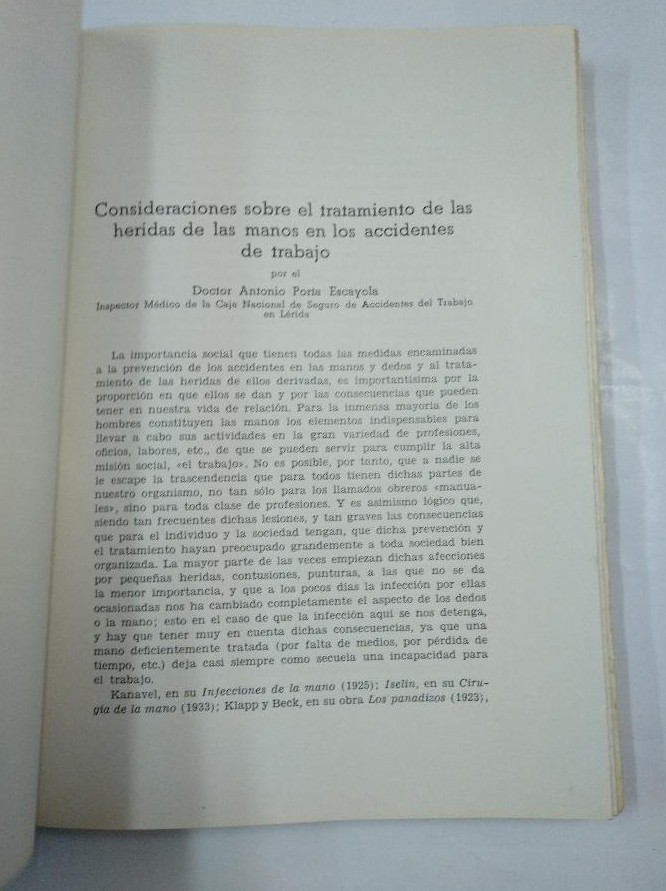 Consideraciones sobre el tratamiento de las
heridas de las manos en los accidentes
de trabajo
por el
Doctor Antonio Porta Escayola
Inspector Médico de la Caja Nacional de Seguro de Accidentes del Trabajo
en Lérida
La importancia social que tienen todas las medidas encaminadas
a la prevención de los accidentes en las manos y dedos y al trata-
miento de las heridas de ellos derivadas, es importantísima por la
proporción en que ellos se dan y por las consecuencias que pueden
tener en nuestra vida de relación. Para la inmensa mayoría de los
hombres constituyen las manos los elementos indispensables para
llevar a cabo sus actividades en la gran variedad de profesiones,
oficios, labores, etc., de que se pueden servir para cumplir la alta
misión social, «el trabajo». No es posible, por tanto, que a nadie se
le escape la trascendencia que para todos tienen dichas partes de
nuestro organismo, no tan sólo para los llamados obreros «manua-
les», sino para toda clase de profesiones. Y es asimismo lógico que,
siendo tan frecuentes dichas lesiones, y tan graves las consecuencias
que para el individuo y la sociedad tengan, que dicha prevención y
el tratamiento hayan preocupado grandemente a toda sociedad bien
organizada. La mayor parte de las veces empiezan dichas afecciones
por pequeñas heridas, contusiones, punturas, a las que no se da
la menor importancia, y que a los pocos días la infección por ellas
ocasionadas nos ha cambiado completamente el aspecto de los dedos
o la mano; esto en el caso de que la infección aquí se nos detenga,
y hay que tener muy en cuenta dichas consecuencias, ya que una
mano deficientemente tratada (por falta de medios, por pérdida de
tiempo, etc.) deja casi siempre como secuela una incapacidad para
el trabajo.
Kanavel, en su Infecciones de la mano (1925); Iselin, en su Ciru-
gía de la mano (1933); Klapp y Beck, en su obra Los panadizos (1923),